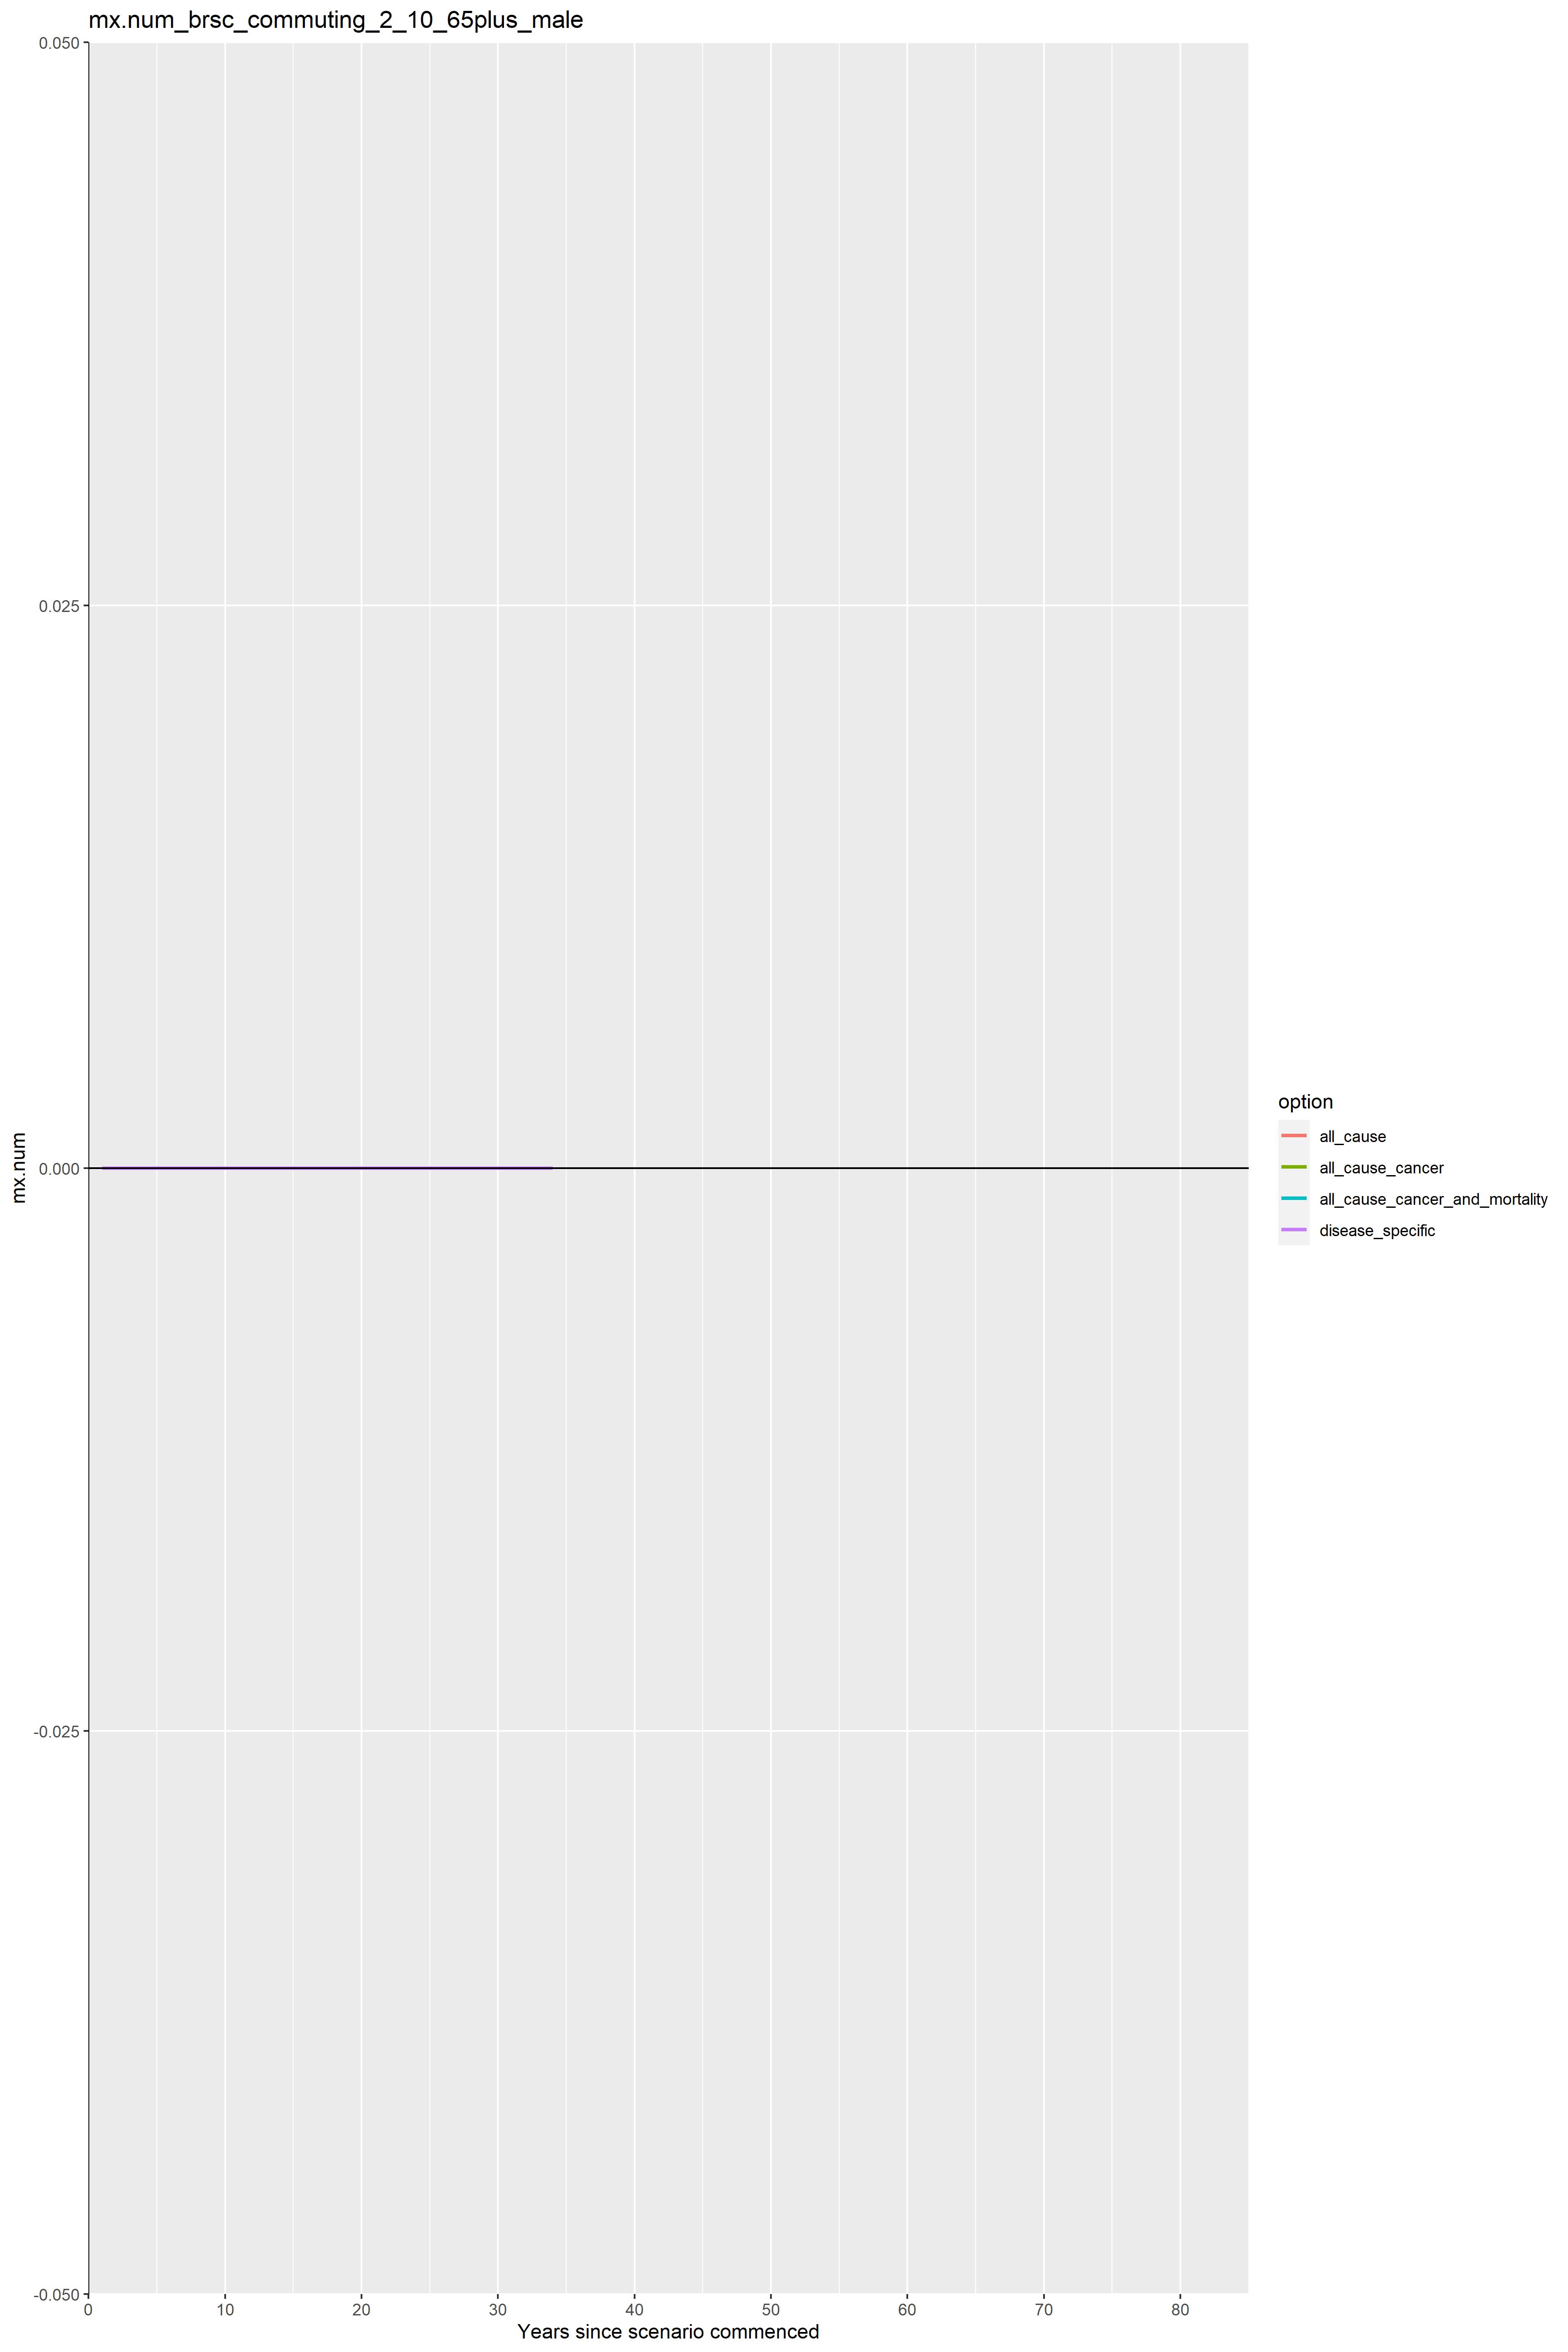 mx.num_brsc_commuting_2_10_65plus_male
0.050
0.025
0.000
-0.025
-0.050
mx.num
0 10 20 30 40 50 60 70 80
Years since scenario commenced
option
all_cause
all_cause_cancer
all_cause_cancer_and_mortality
disease_specific